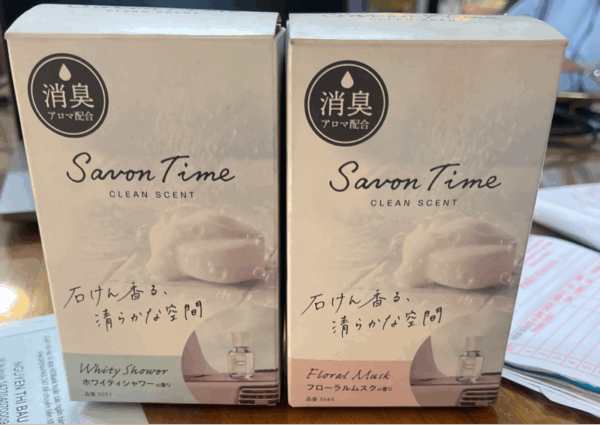 消臭
アロマ配合
Savon Time
CLEAN SCENT
石けん香る、
清らかな空間
Whity Shower
ホワイティシャワーの香り
消臭
アロマ配合
Savon Time
CLEAN SCENT
石けん香る、
清らかな空間
Floral Musk
フローラルムスクの香り
NGUYEN THI BAU